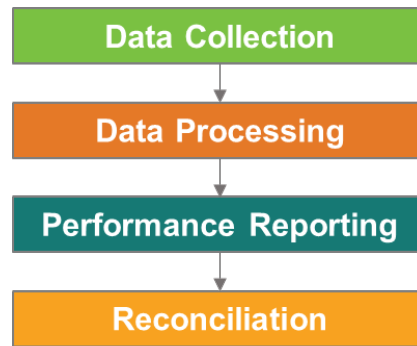 Data Collection
Data Processing
Performance Reporting
Reconciliation